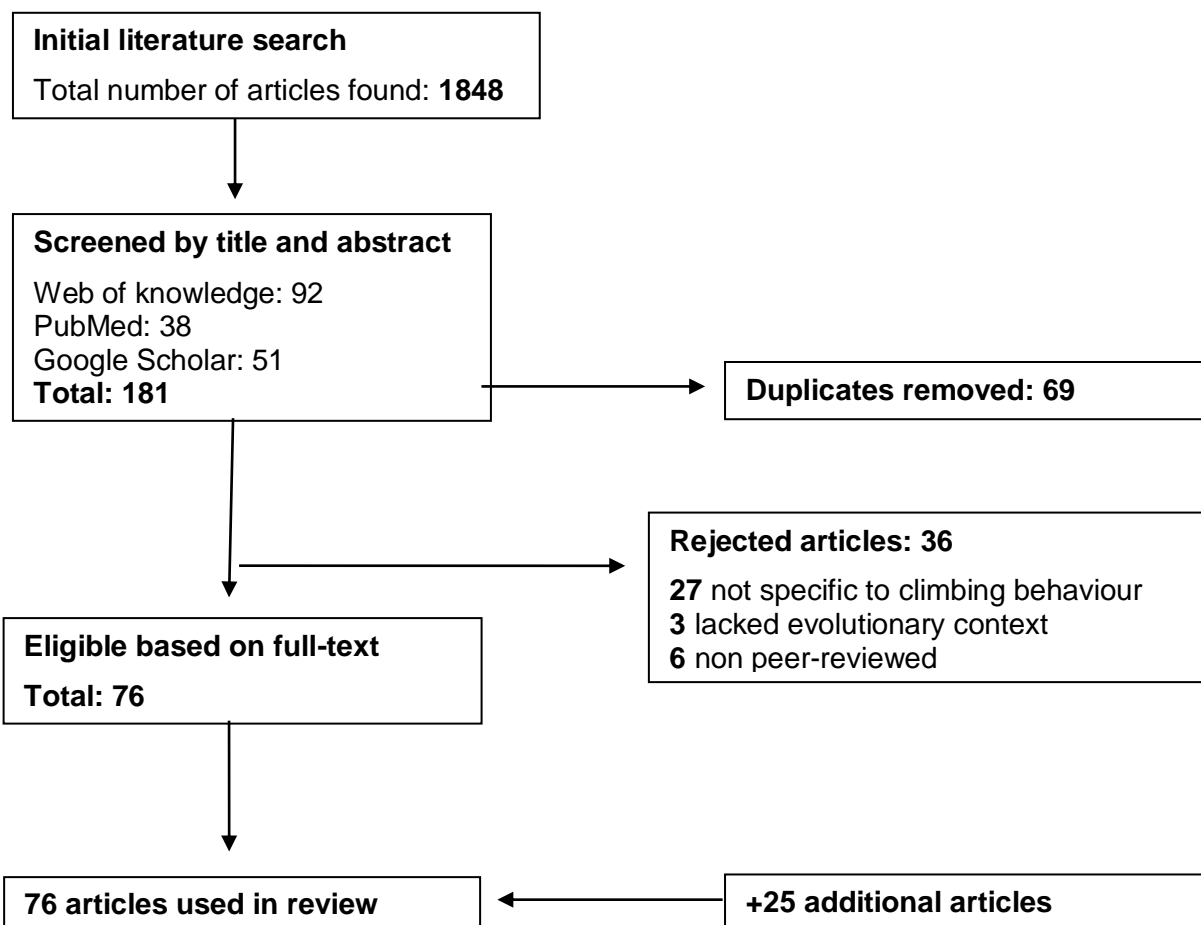 Initial literature search
Total number of articles found: 1848
Screened by title and abstract
Web of knowledge: 92
PubMed: 38
Google Scholar: 51
Total: 181
Duplicates removed: 69
Rejected articles: 36
27 not specific to climbing behaviour
3 lacked evolutionary context
6 non peer-reviewed
Eligible based on full-text
Total: 76
76 articles used in review
+25 additional articles